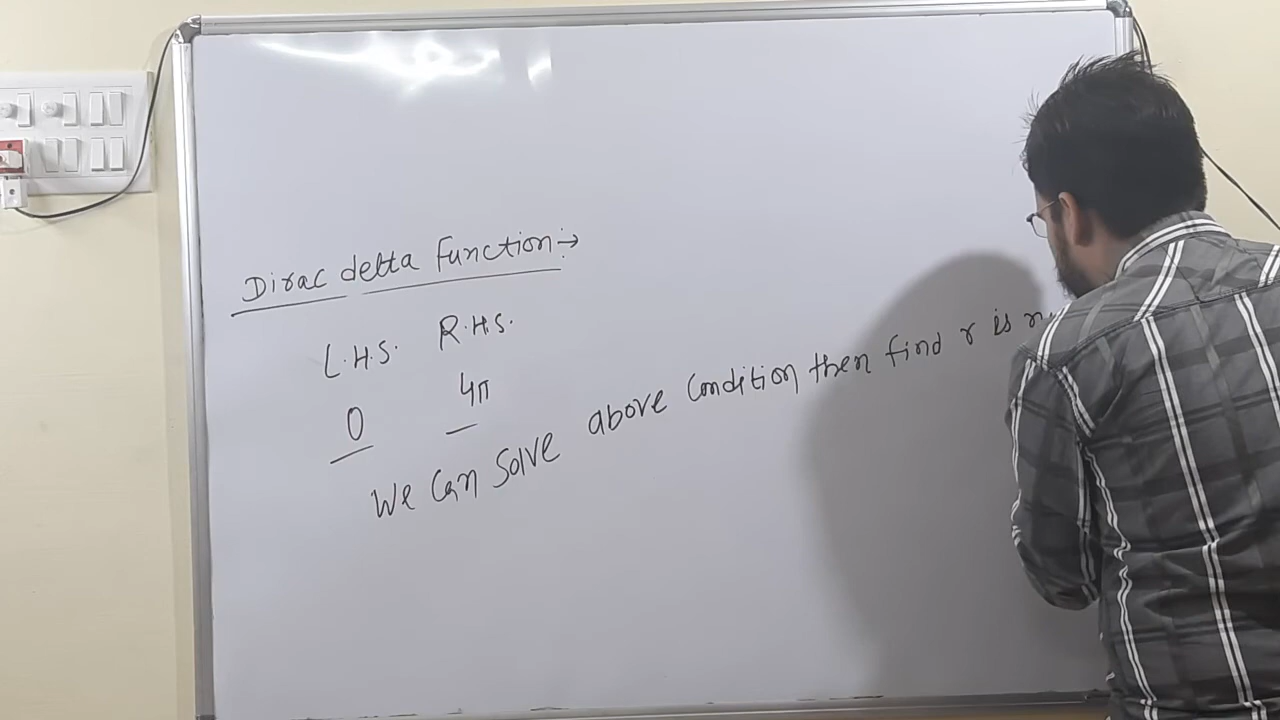 Dirac delta function:→
L.H.S. R.H.S.
0 4π
We Can Solve above Condition then find r is